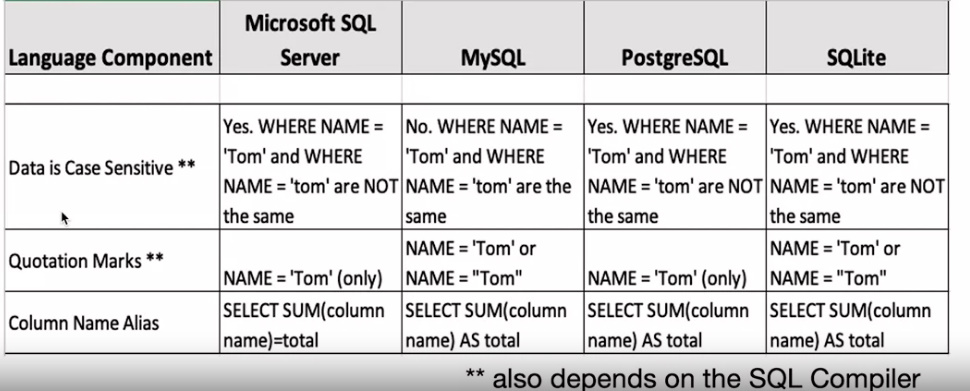 Language Component
Microsoft SQL
Server
MySQL
PostgreSQL
SQLite
Data is Case Sensitive **
Yes. WHERE NAME =
'Tom' and WHERE
NAME = 'tom' are NOT
the same
No. WHERE NAME =
'Tom' and WHERE
NAME = 'tom' are the
same
Yes. WHERE NAME =
'Tom' and WHERE
NAME = 'tom' are NOT
the same
Yes. WHERE NAME =
'Tom' and WHERE
NAME = 'tom' are NOT
the same
Quotation Marks **
NAME = 'Tom' (only)
NAME = 'Tom' or
NAME = "Tom"
NAME = 'Tom' (only)
NAME = 'Tom' or
NAME = "Tom"
Column Name Alias
SELECT SUM(column
name)=total
SELECT SUM(column
name) AS total
SELECT SUM(column
name) AS total
SELECT SUM(column
name) AS total
** also depends on the SQL Compiler